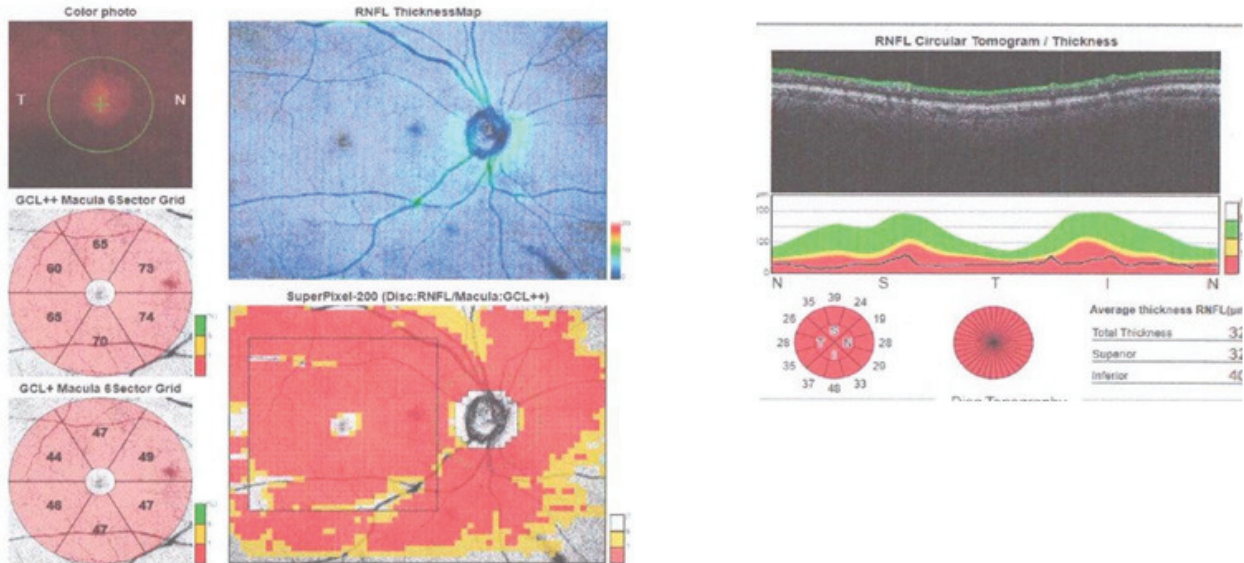 Color photo
T
N
GCL++ Macula 6Sector Grid
65
60
73
65
74
70
GCL+ Macula 6Sector Grid
47
44
49
46
47
47
RNFL ThicknessMap
SuperPixel-200 (Disc:RNFL/Macula:GCL++)
RNFL Circular Tomogram / Thickness
N S T I N
35 39 24
26 19
S
28 T N 28
I
35 29
37 48 33
Average thickness RNFL
Total Thickness 32
Superior 32
Inferior 40